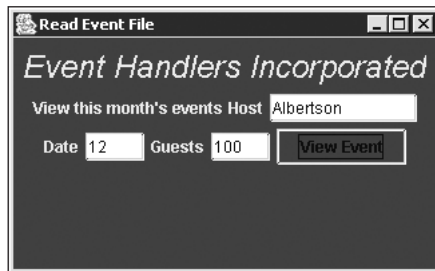 Read Event File
Event Handlers Incorporated
View this month's events Host Albertson
Date 12 Guests 100 View Event